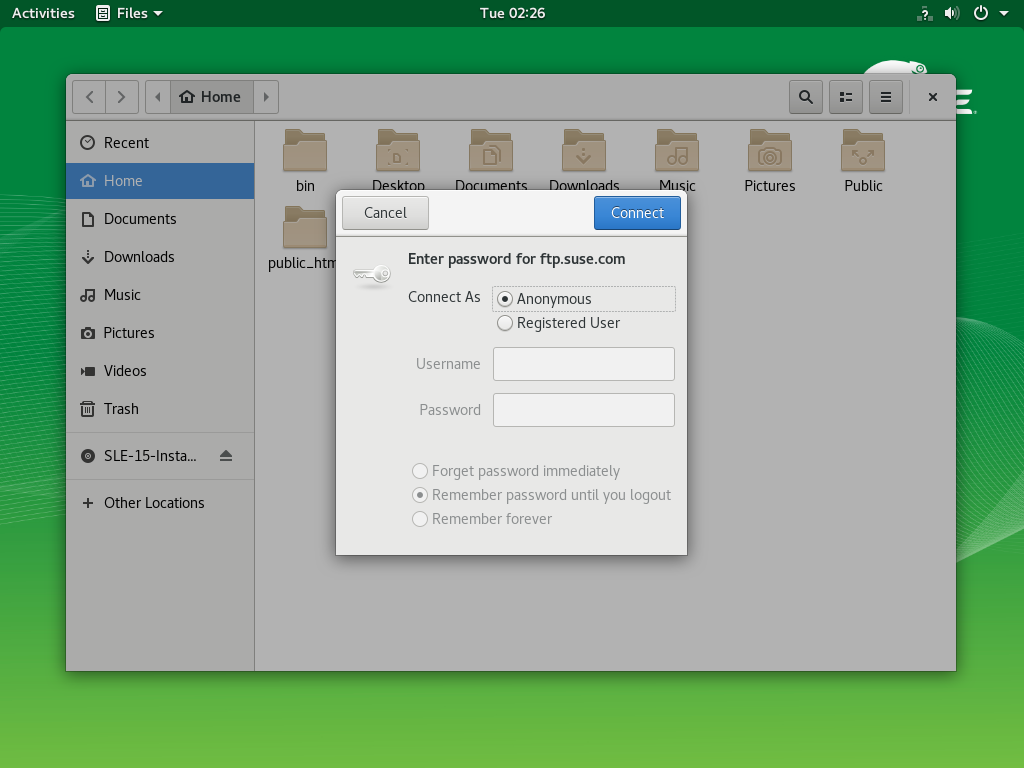 Activities Files Tue 02:26
Home
Recent
Home
Documents
Downloads
Music
Pictures
Videos
Trash
SLE-15-Insta...
Other Locations
bin Desktop Documents Downloads Music Pictures Public
public_htm
Cancel Connect
Enter password for ftp.suse.com
Connect As Anonymous
Registered User
Username
Password
Forget password immediately
Remember password until you logout
Remember forever